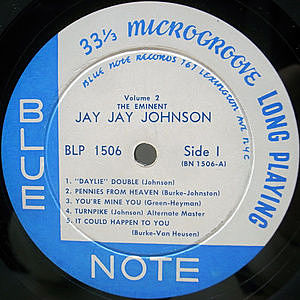 33⅓ MICROGROOVE LONG PLAYING
BLUE NOTE RECORDS 767 LEXINGTON AVE NYC
BLUE
NOTE
Volume 2
THE EMINENT
JAY JAY JOHNSON
BLP 1506 Side 1
(BN 1506-A)
1. "DAYLIE" DOUBLE (Johnson)
2. PENNIES FROM HEAVEN (Burke-Johnston)
3. YOU'RE MINE YOU (Green-Heyman)
4. TURNPIKE (Johnson) Alternate Master
5. IT COULD HAPPEN TO YOU
(Burke-Van Heusen)